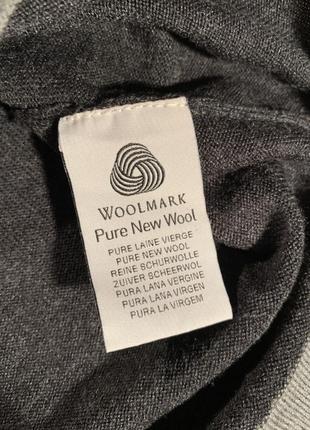 WOOLMARK
Pure New Wool
PURE LAINE VIERGE
PURE NEW WOOL
REINE SCHURWOLLE
ZUIVER SCHEERWOL
PURA LANA VERGINE
PURA LANA VIRGEN
PURA LA VIRGEM